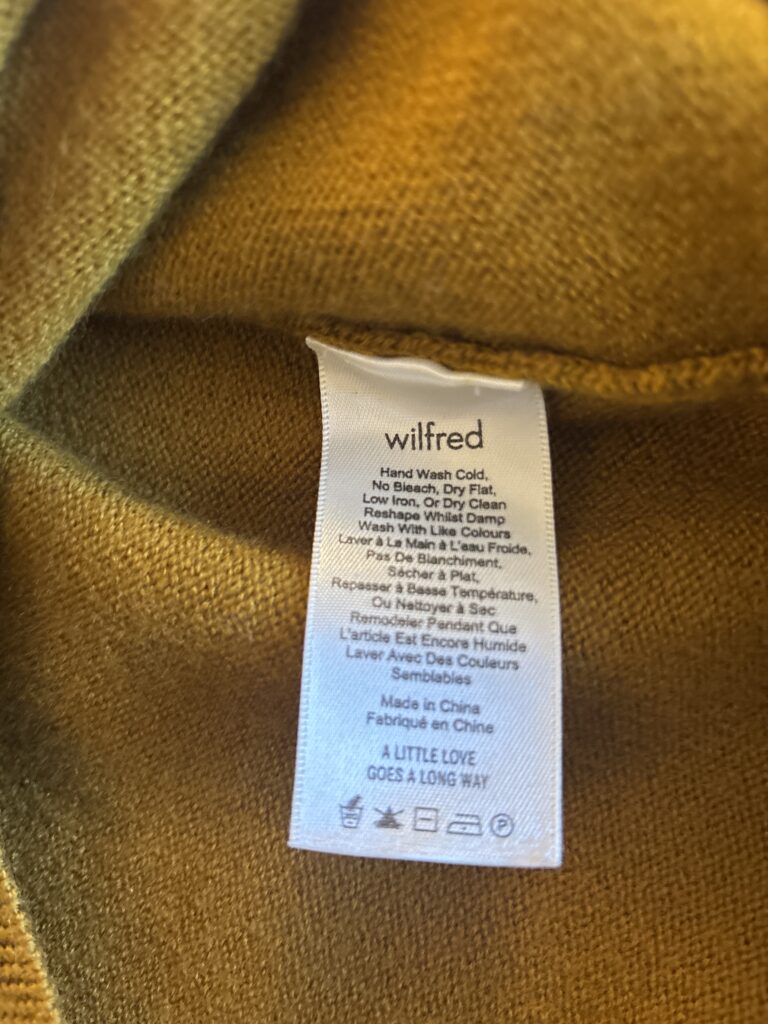 wilfred
Hand Wash Cold,
No Bleach, Dry Flat,
Low Iron, Or Dry Clean
Reshape Whilst Damp
Wash With Like Colours
Laver à La Main à L'eau Froide,
Pas De Blanchiment,
Sécher à Plat,
Repasser à Basse Température,
Ou Nettoyer à Sec
Remodeler Pendant Que
L'article Est Encore Humide
Laver Avec Des Couleurs
Semblables
Made in China
Fabriqué en Chine
A LITTLE LOVE
GOES A LONG WAY
P